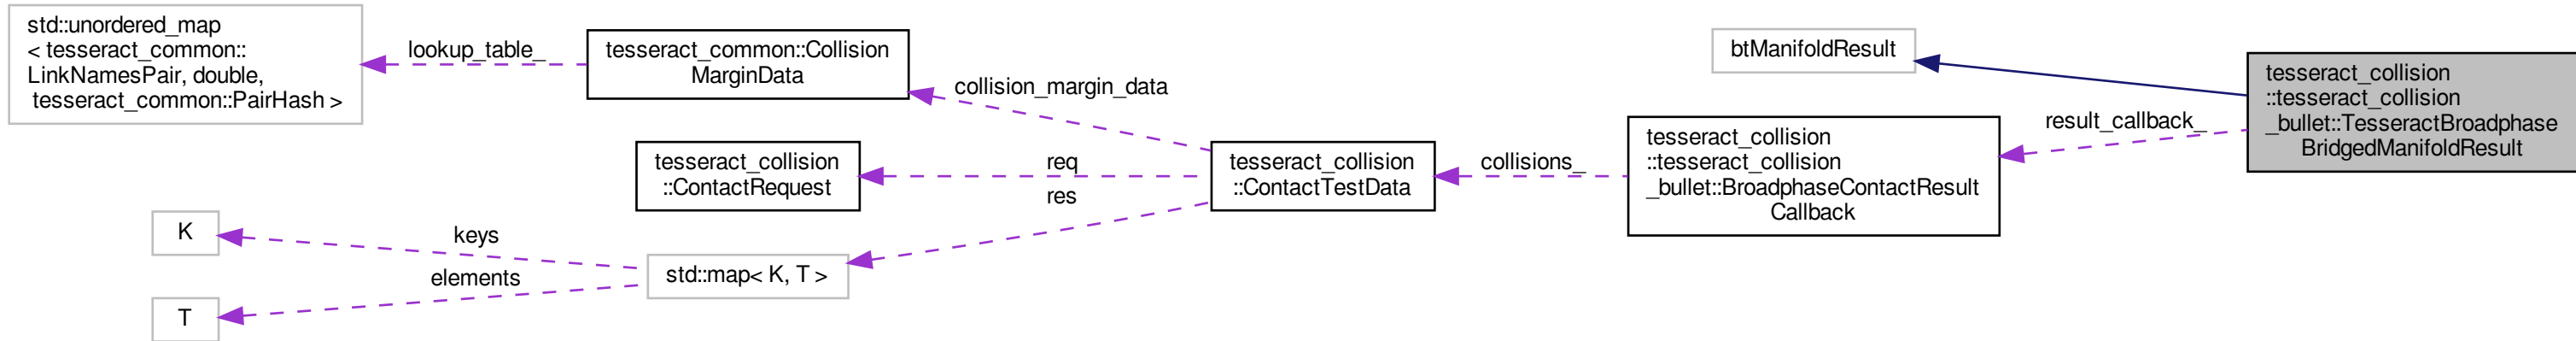 std::unordered_map
< tesseract_common::
LinkNamesPair, double,
tesseract_common::PairHash >
lookup_table_
tesseract_common::Collision
MarginData
collision_margin_data
tesseract_collision
::ContactRequest
req
res
K
keys
elements
T
std::map< K, T >
tesseract_collision
::ContactTestData
collisions_
btManifoldResult
tesseract_collision
::tesseract_collision
_bullet::BroadphaseContactResult
Callback
result_callback_
tesseract_collision
::tesseract_collision
_bullet::TesseractBroadphase
BridgedManifoldResult